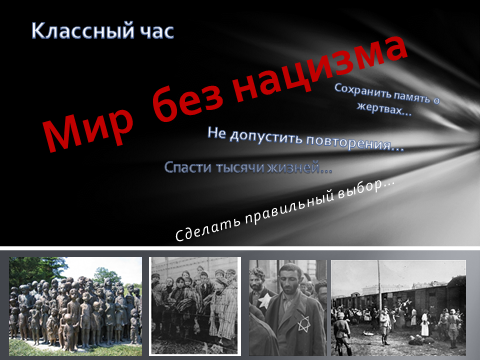 Классный час
Мир без нацизма
Сохранить память о
жертвах...
Не допустить повторения...
Спасти тысячи жизней...
Сделать правильный выбор...